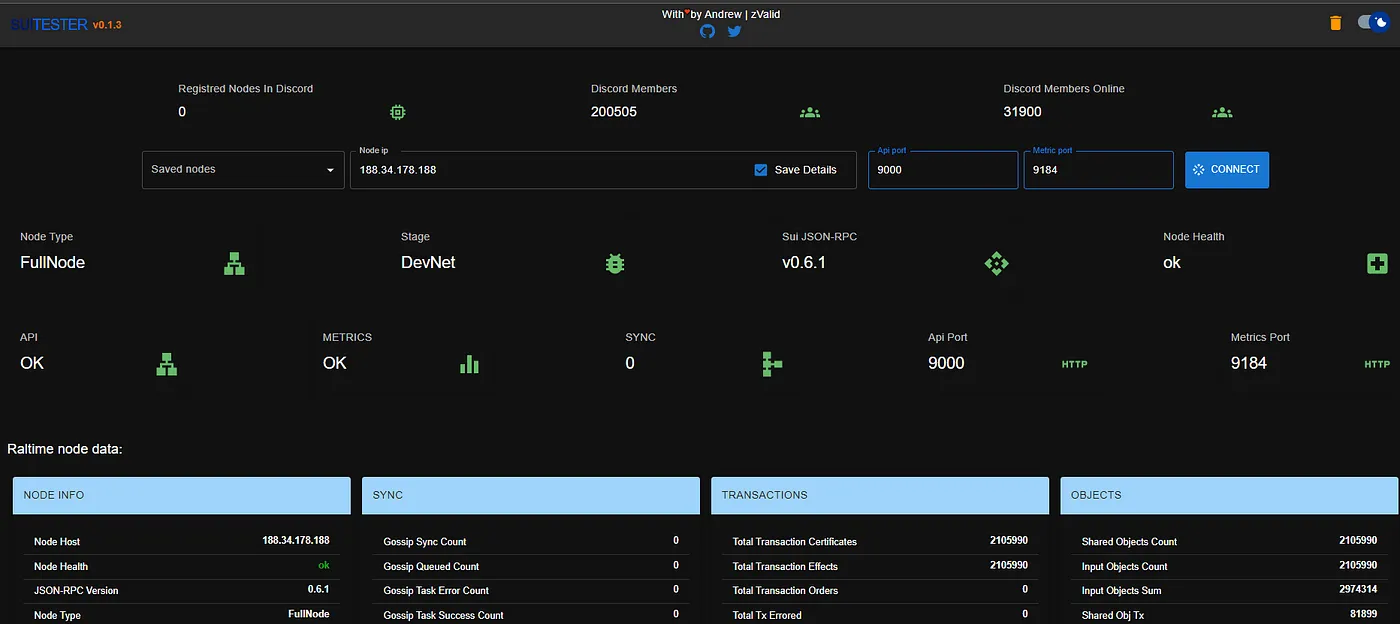 With by Andrew | zValid
SUITESTER v0.1.3
Registred Nodes In Discord
0
Discord Members
200505
Discord Members Online
31900
Saved nodes
Node ip
188.34.178.188
Save Details
Api port
9000
Metric port
9184
CONNECT
Node Type
FullNode
Stage
DevNet
Sui JSON-RPC
v0.6.1
Node Health
ok
API
OK
METRICS
OK
SYNC
0
Api Port
9000
HTTP
Metrics Port
9184
HTTP
Raltime node data:
NODE INFO
Node Host 188.34.178.188
Node Health ok
JSON-RPC Version 0.6.1
Node Type FullNode
SYNC
Gossip Sync Count 0
Gossip Queued Count 0
Gossip Task Error Count 0
Gossip Task Success Count 0
TRANSACTIONS
Total Transaction Certificates 2105990
Total Transaction Effects 2105990
Total Transaction Orders 0
Total Tx Errored 0
OBJECTS
Shared Objects Count 2105990
Input Objects Count 2105990
Input Objects Sum 2974314
Shared Obj Tx 81899